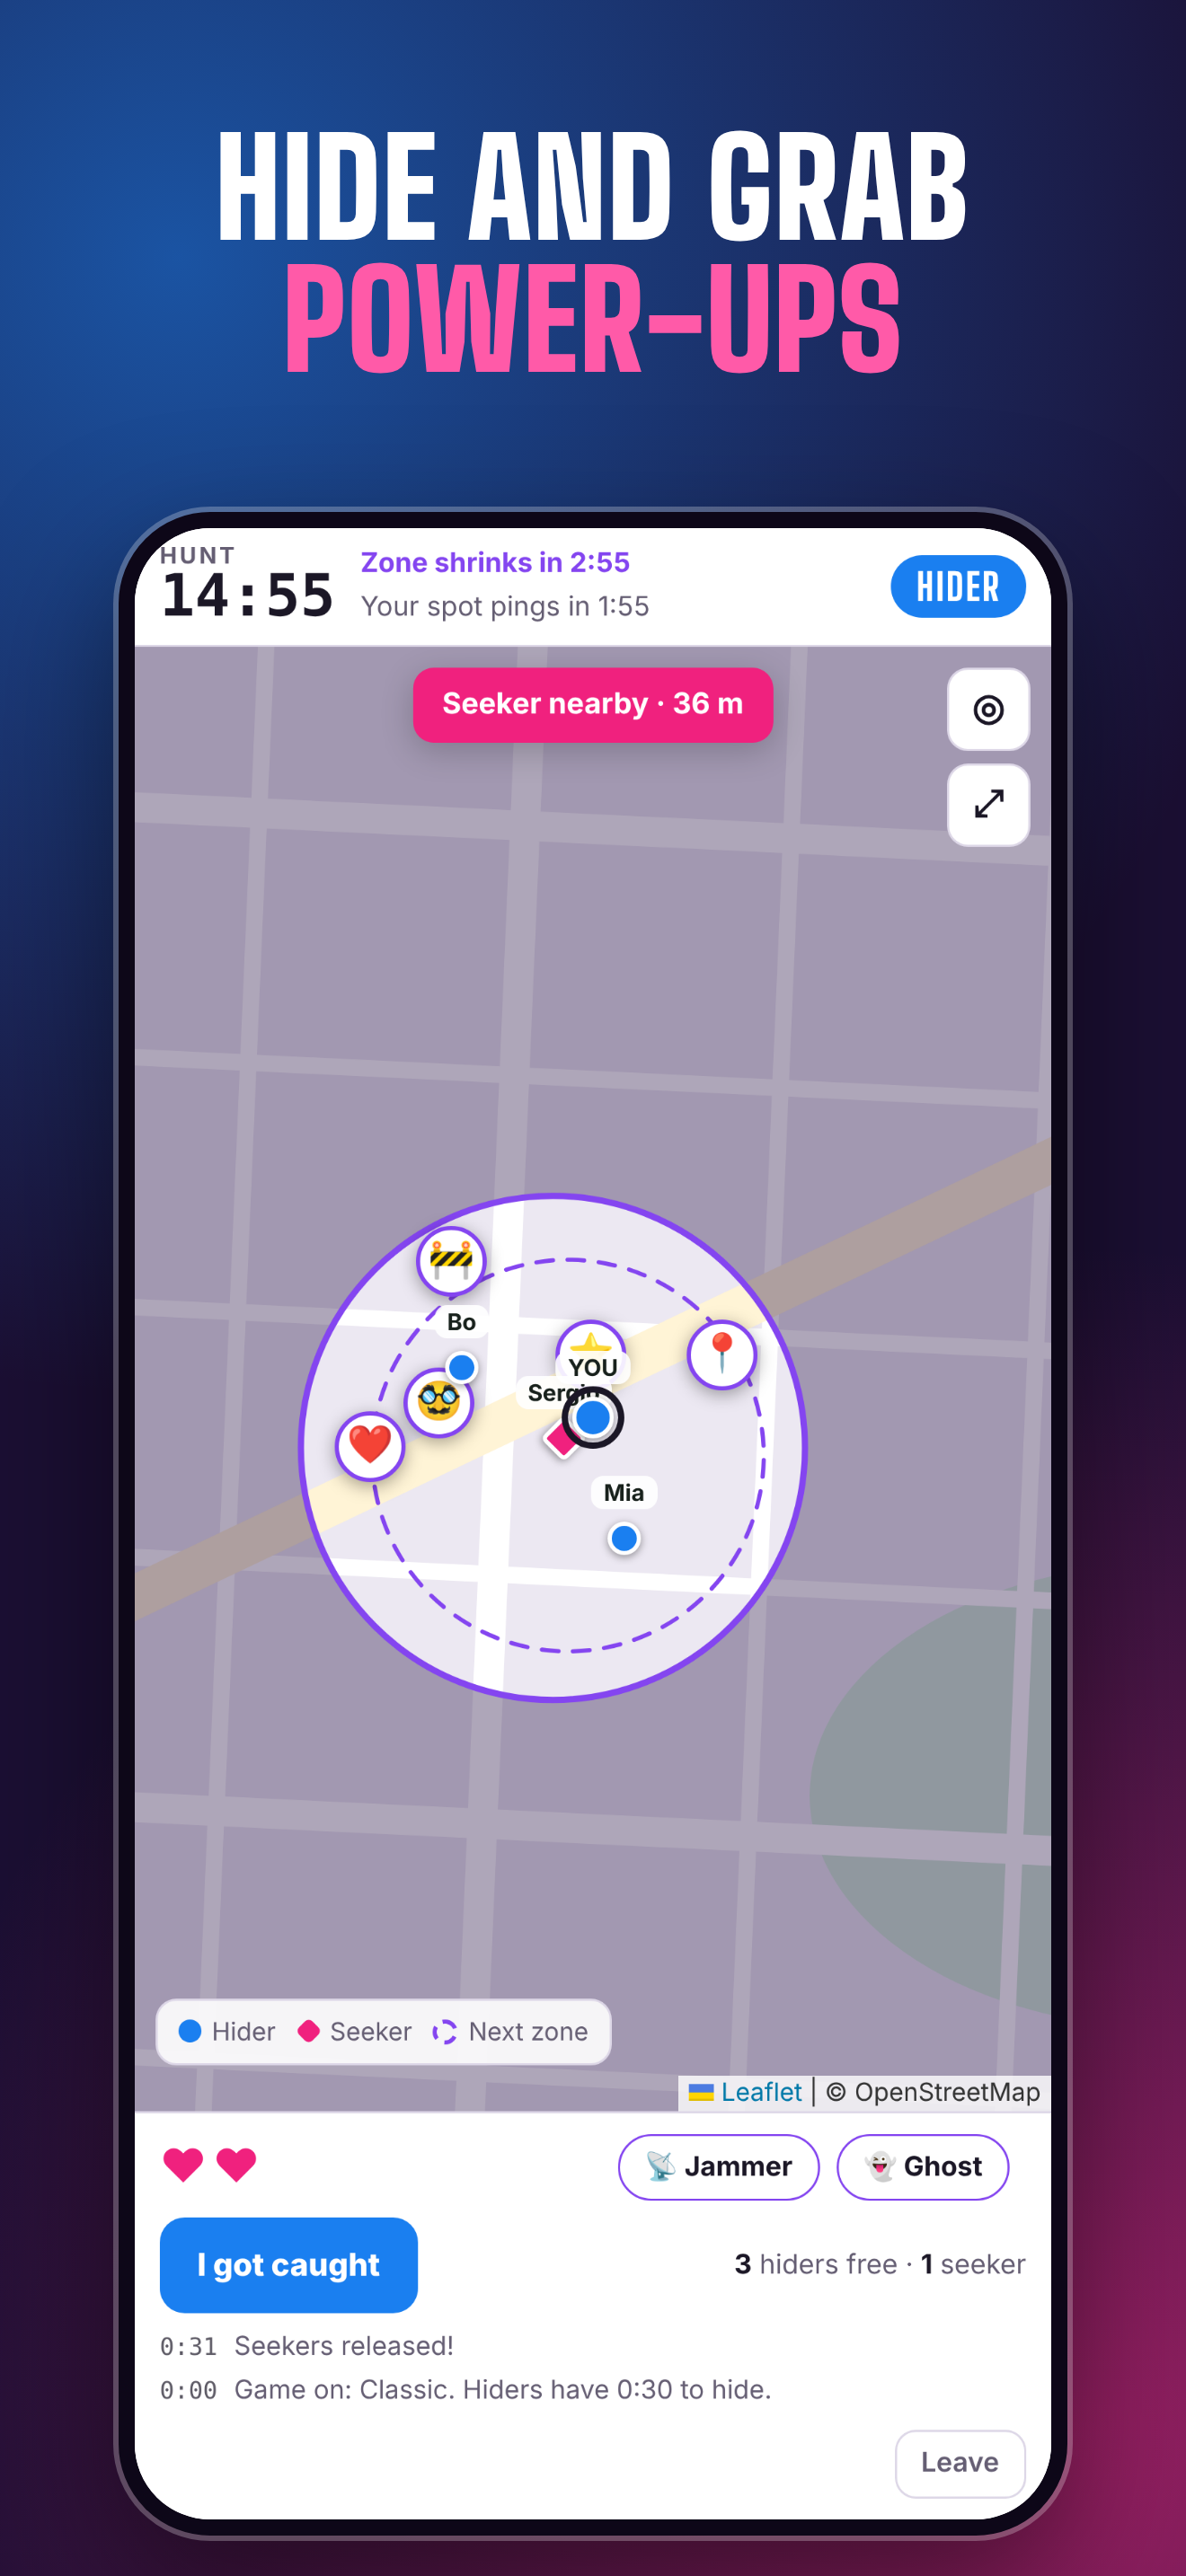 HIDE AND GRAB
POWER-UPS
HUNT
14:55
Zone shrinks in 2:55
Your spot pings in 1:55
HIDER
Seeker nearby · 36 m
Bo
YOU
Mia
Hider
Seeker
Next zone
Leaflet | © OpenStreetMap
Jammer
Ghost
I got caught
3 hiders free · 1 seeker
0:31 Seekers released!
0:00 Game on: Classic. Hiders have 0:30 to hide.
Leave